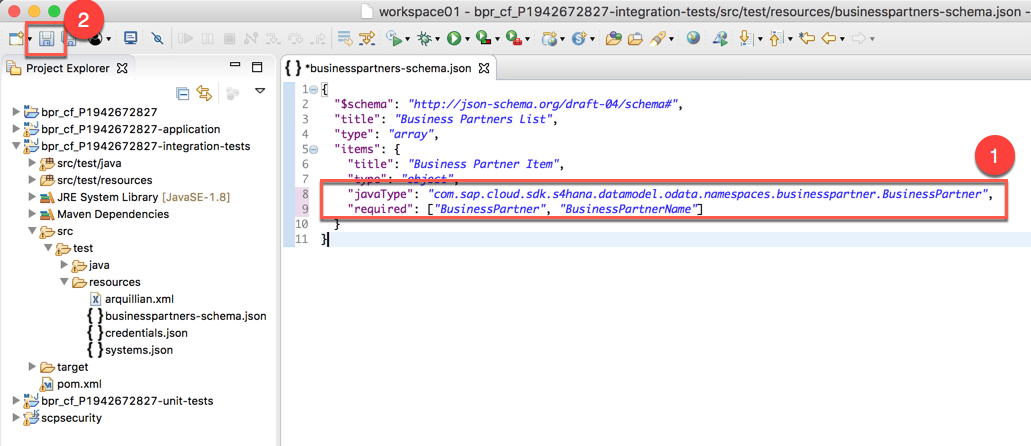 2
workspace01 - bpr_cf_P1942672827-integration-tests/src/test/resources/businesspartners-schema.json -
Project Explorer
bpr_cf_P1942672827
bpr_cf_P1942672827-application
bpr_cf_P1942672827-integration-tests
src/test/java
src/test/resources
JRE System Library [JavaSE-1.8]
Maven Dependencies
src
test
java
resources
arquillian.xml
businesspartners-schema.json
credentials.json
systems.json
target
pom.xml
bpr_cf_P1942672827-unit-tests
scpsecurity
{ } *businesspartners-schema.json
1 {
2 "$schema": "http://json-schema.org/draft-04/schema#",
3 "title": "Business Partners List",
4 "type": "array",
5 "items": {
6 "title": "Business Partner Item",
7 "type": "object",
8 "javaType": "com.sap.cloud.sdk.s4hana.datamodel.odata.namespaces.businesspartner.BusinessPartner",
9 "required": ["BusinessPartner", "BusinessPartnerName"]
10 }
11 }
1